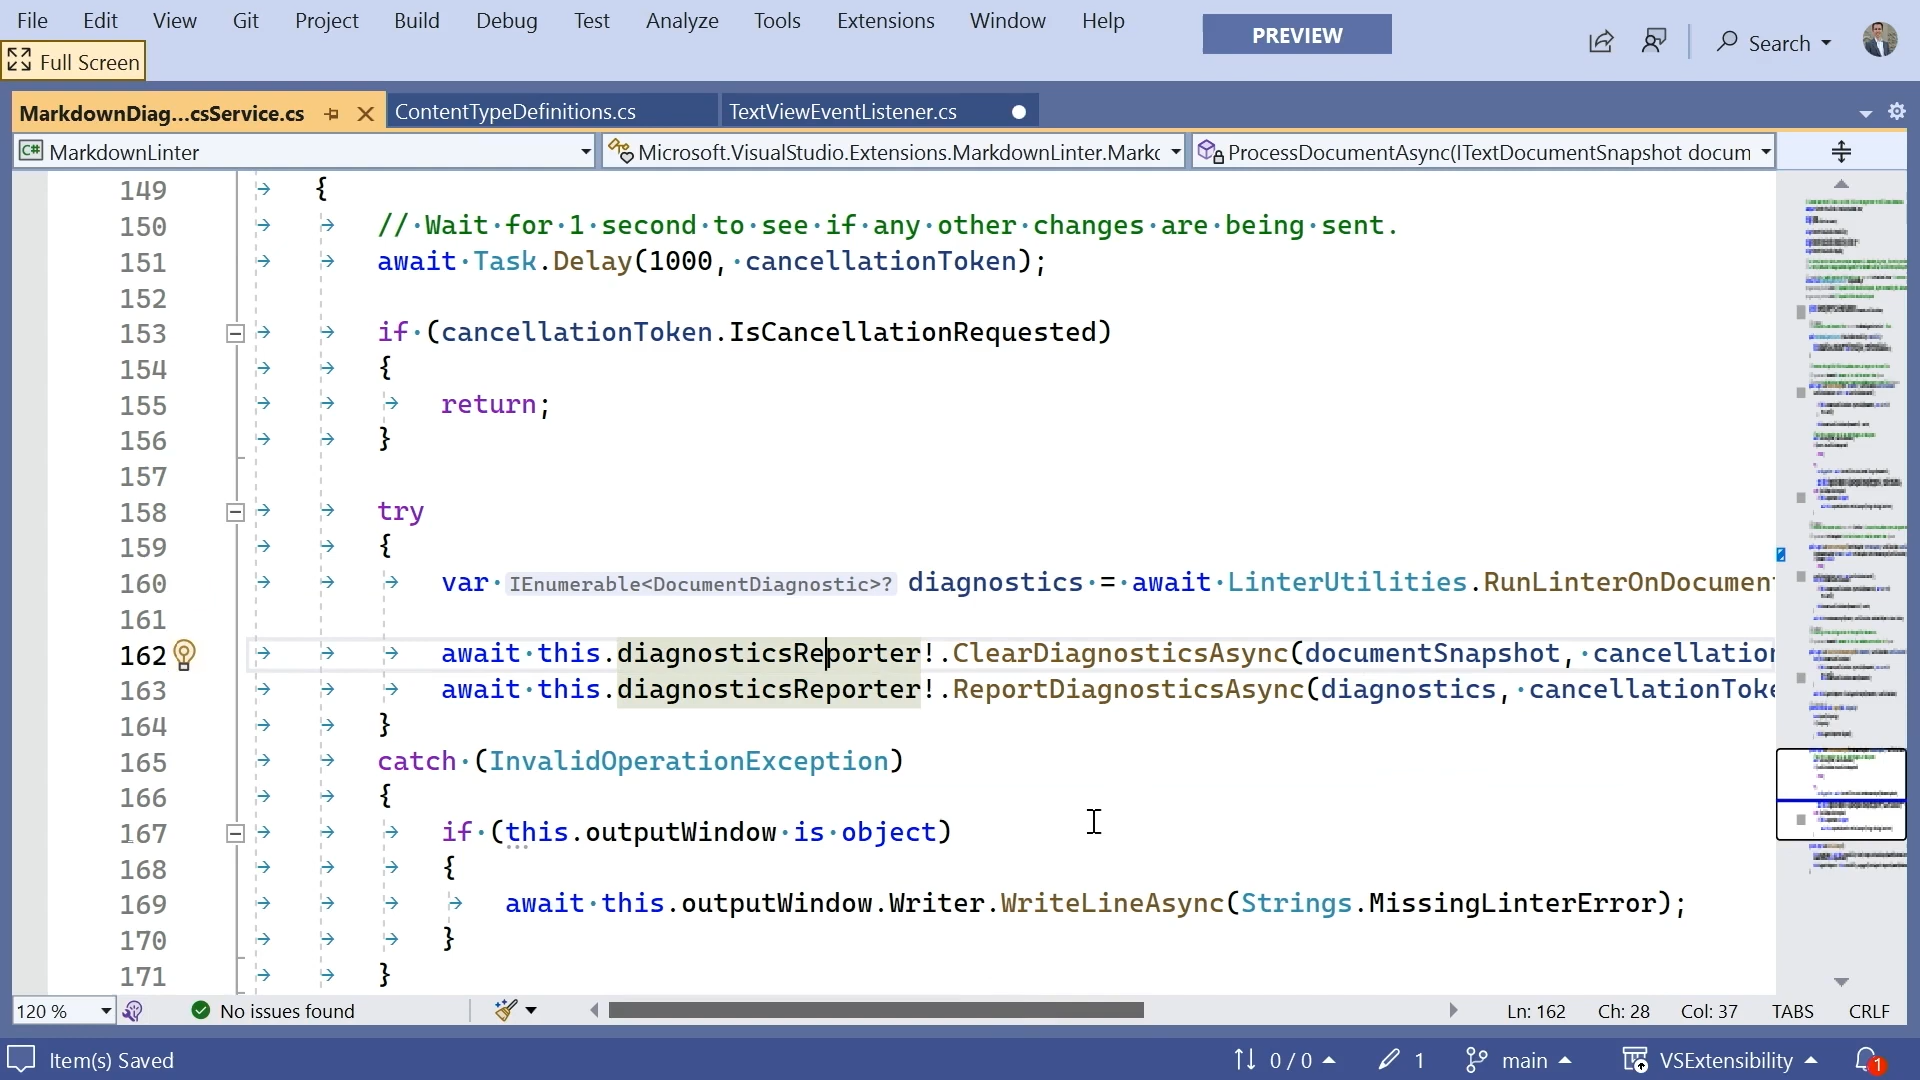 File Edit View Git Project Build Debug Test Analyze Tools Extensions Window Help PREVIEW Search
Full Screen
MarkdownDiag...csService.cs ContentTypeDefinitions.cs TextViewEventListener.cs
C# MarkdownLinter Microsoft.VisualStudio.Extensions.MarkdownLinter.Markc ProcessDocumentAsync(ITextDocumentSnapshot docum
149 {
150 // Wait for 1 second to see if any other changes are being sent.
151 await Task.Delay(1000, cancellationToken);
152
153 if (cancellationToken.IsCancellationRequested)
154 {
155 return;
156 }
157
158 try
159 {
160 var IEnumerable<DocumentDiagnostic>? diagnostics = await LinterUtilities.RunLinterOnDocument
161
162 await this.diagnosticsReporter!.ClearDiagnosticsAsync(documentSnapshot, cancellation
163 await this.diagnosticsReporter!.ReportDiagnosticsAsync(diagnostics, cancellationToke
164 }
165 catch (InvalidOperationException)
166 {
167 if (this.outputWindow is object)
168 {
169 await this.outputWindow.Writer.WriteLineAsync(Strings.MissingLinterError);
170 }
171 }
120 % No issues found Ln: 162 Ch: 28 Col: 37 TABS CRLF
Item(s) Saved 0 / 0 1 main VSExtensibility 1